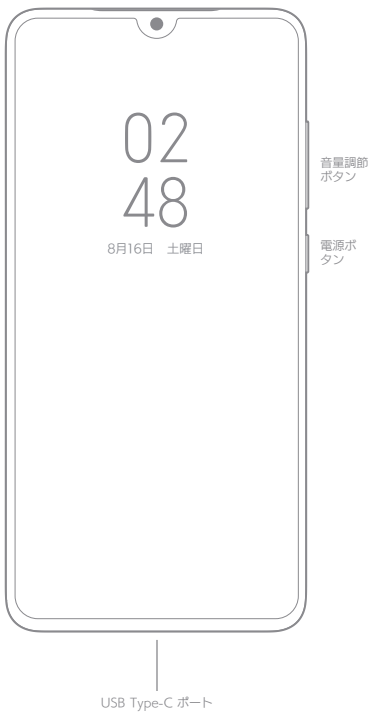 02
48
8月16日　土曜日
音量調節
ボタン
電源ボ
タン
USB Type-C ポート